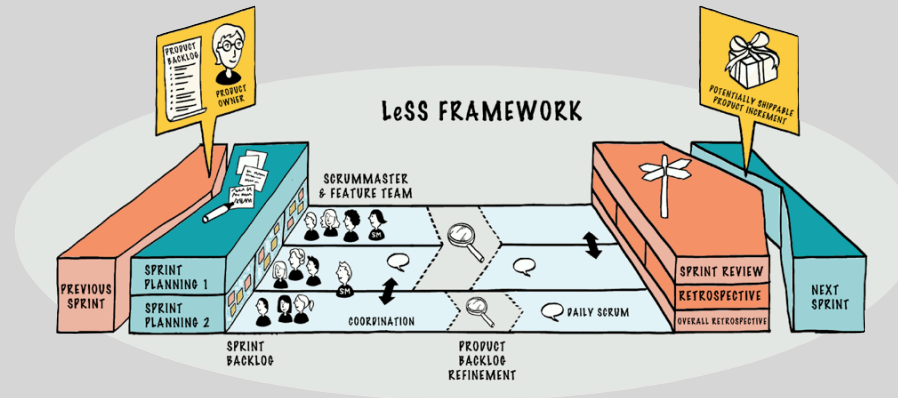 PRODUCT
BACKLOG
PRODUCT
OWNER
POTENTIALLY SHIPPABLE
PRODUCT INCREMENT
LeSS FRAMEWORK
SCRUMMASTER
& FEATURE TEAM
SM
SM
PREVIOUS
SPRINT
SPRINT
PLANNING 1
SPRINT
PLANNING 2
COORDINATION
DAILY SCRUM
SPRINT REVIEW
RETROSPECTIVE
OVERALL RETROSPECTIVE
NEXT
SPRINT
SPRINT
BACKLOG
PRODUCT
BACKLOG
REFINEMENT